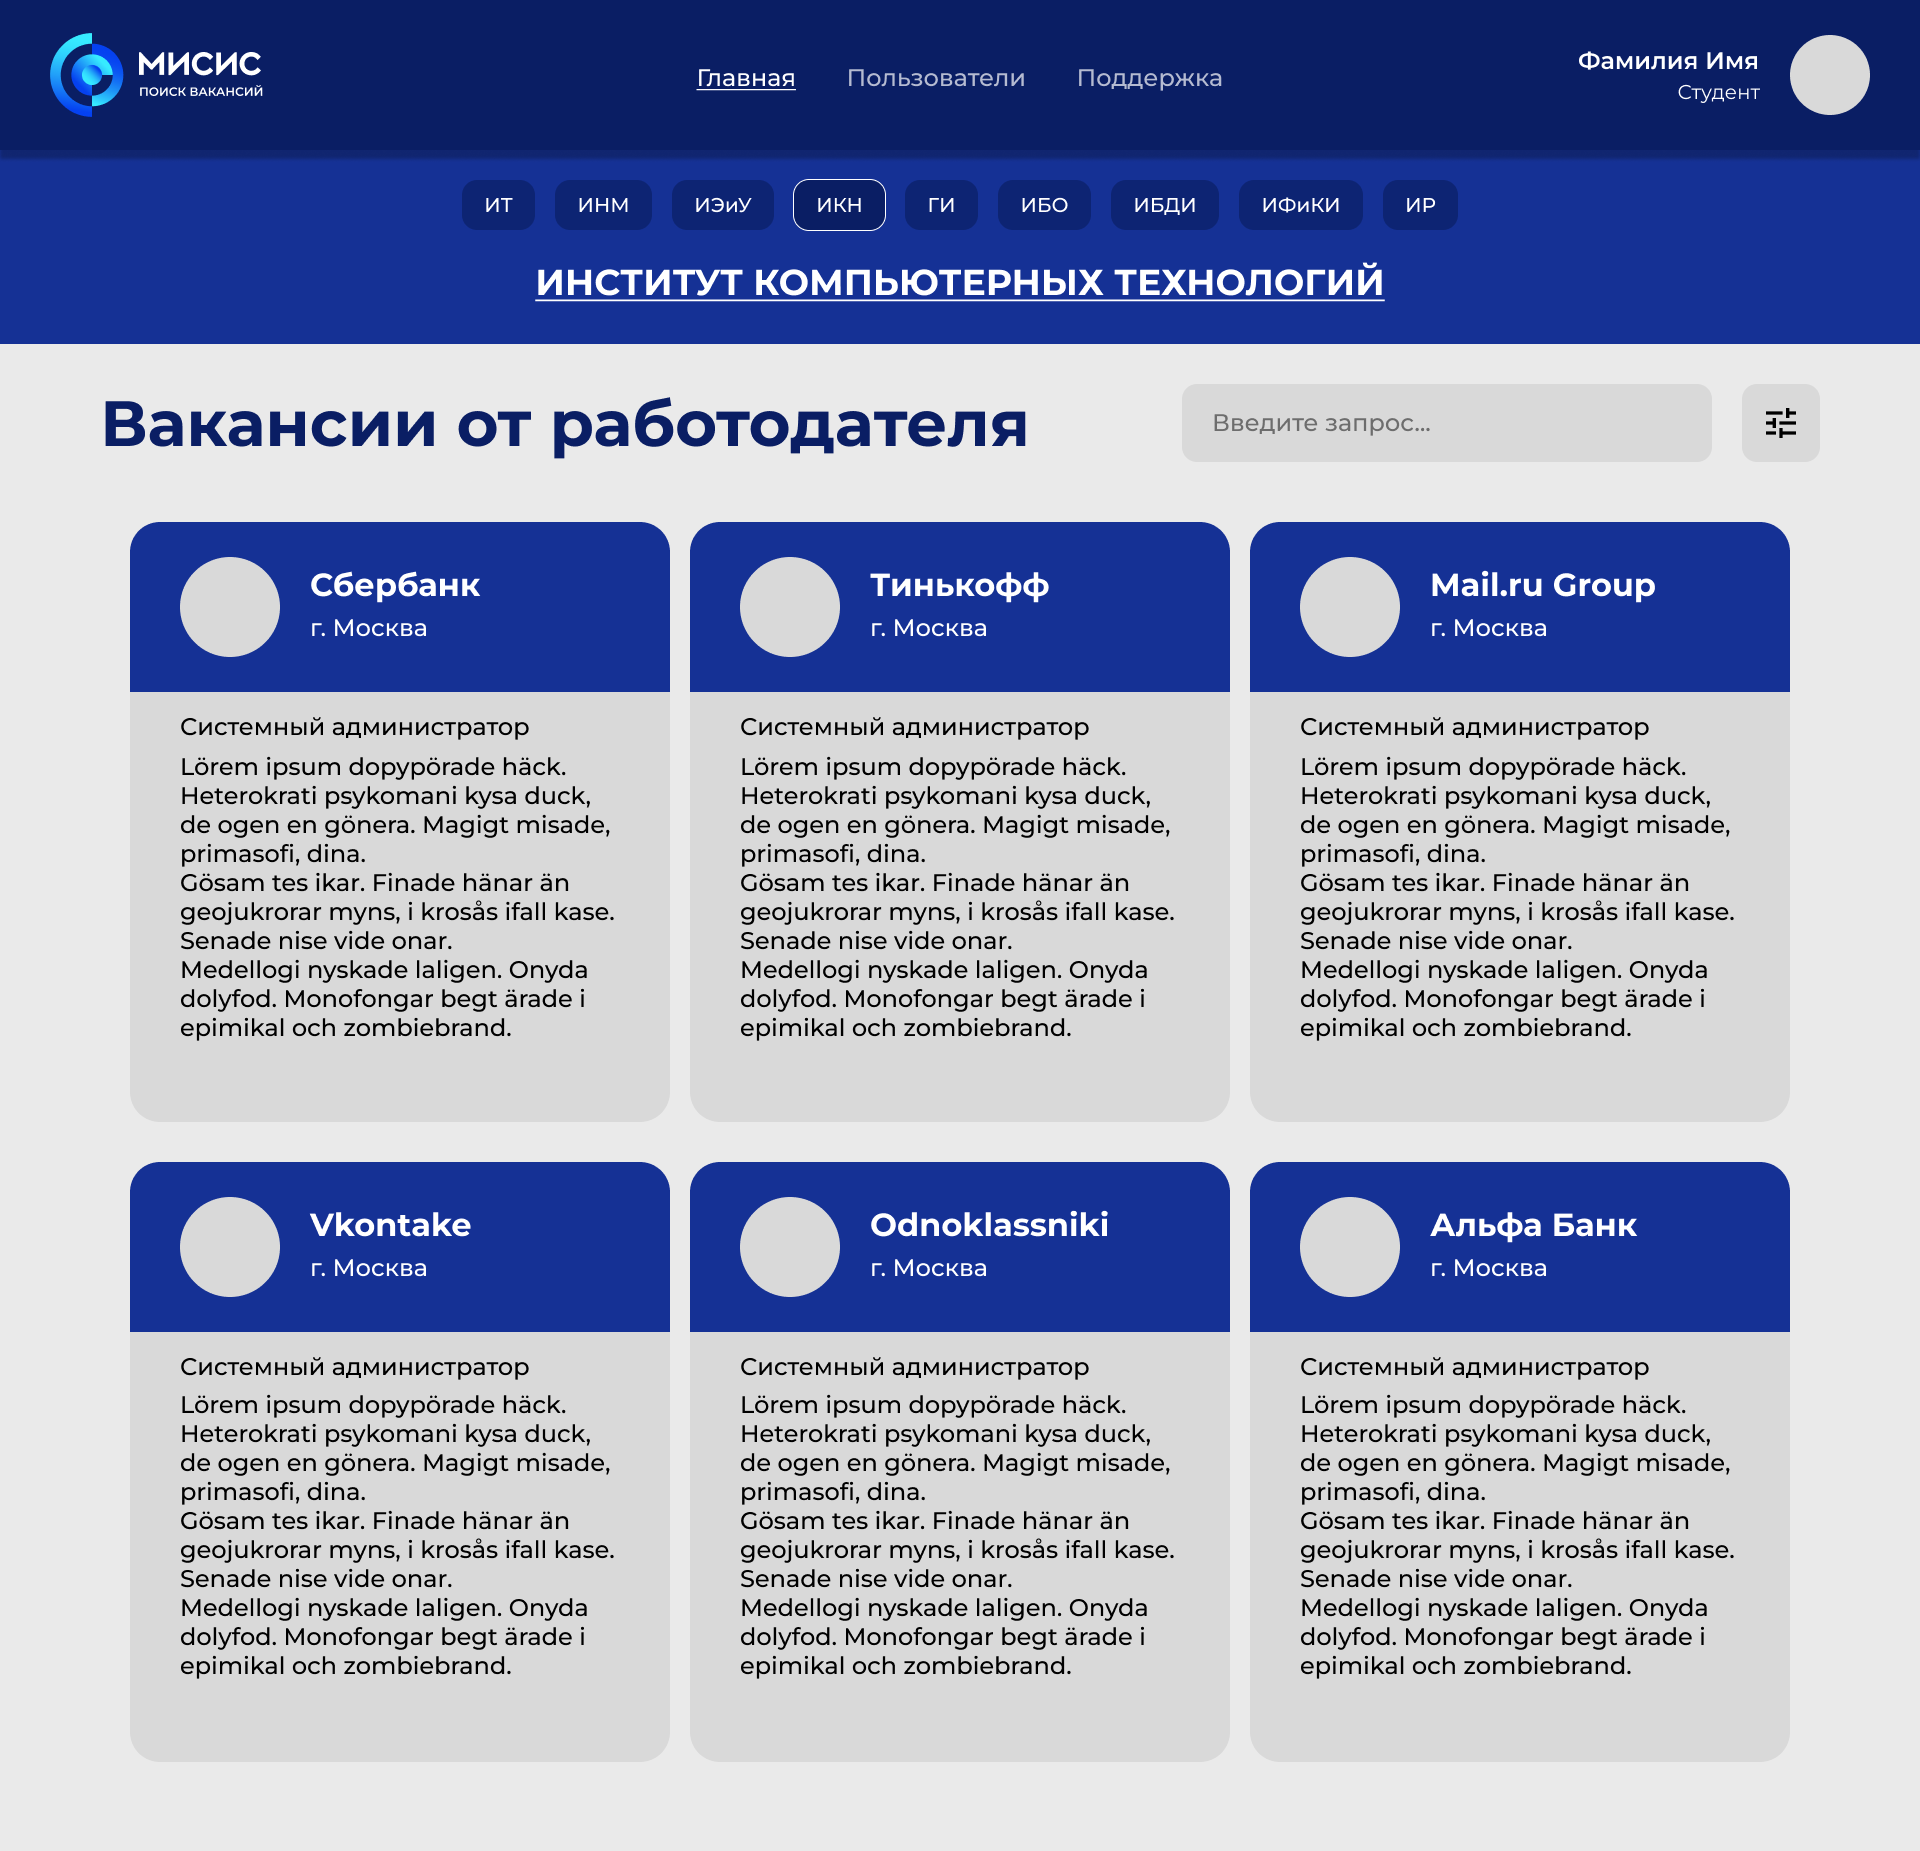 МИСИС
ПОИСК ВАКАНСИЙ
Главная Пользователи Поддержка
Фамилия Имя
Студент
ИТ ИНМ ИЭиУ ИКН ГИ ИБО ИБДИ ИФиКИ ИР
ИНСТИТУТ КОМПЬЮТЕРНЫХ ТЕХНОЛОГИЙ
Вакансии от работодателя
Введите запрос...
Сбербанк
г. Москва
Системный администратор
Lörem ipsum dopypörade häck.
Heterokrati psykomani kysa duck,
de ogen en gönera. Magigt misade,
primasofi, dina.
Gösam tes ikar. Finade hänar än
geojukrorar myns, i krosås ifall kase.
Senade nise vide onar.
Medellogi nyskade laligen. Onyda
dolyfod. Monofongar begt ärade i
epimikal och zombiebrand.
Тинькофф
г. Москва
Системный администратор
Lörem ipsum dopypörade häck.
Heterokrati psykomani kysa duck,
de ogen en gönera. Magigt misade,
primasofi, dina.
Gösam tes ikar. Finade hänar än
geojukrorar myns, i krosås ifall kase.
Senade nise vide onar.
Medellogi nyskade laligen. Onyda
dolyfod. Monofongar begt ärade i
epimikal och zombiebrand.
Mail.ru Group
г. Москва
Системный администратор
Lörem ipsum dopypörade häck.
Heterokrati psykomani kysa duck,
de ogen en gönera. Magigt misade,
primasofi, dina.
Gösam tes ikar. Finade hänar än
geojukrorar myns, i krosås ifall kase.
Senade nise vide onar.
Medellogi nyskade laligen. Onyda
dolyfod. Monofongar begt ärade i
epimikal och zombiebrand.
Vkontake
г. Москва
Системный администратор
Lörem ipsum dopypörade häck.
Heterokrati psykomani kysa duck,
de ogen en gönera. Magigt misade,
primasofi, dina.
Gösam tes ikar. Finade hänar än
geojukrorar myns, i krosås ifall kase.
Senade nise vide onar.
Medellogi nyskade laligen. Onyda
dolyfod. Monofongar begt ärade i
epimikal och zombiebrand.
Odnoklassniki
г. Москва
Системный администратор
Lörem ipsum dopypörade häck.
Heterokrati psykomani kysa duck,
de ogen en gönera. Magigt misade,
primasofi, dina.
Gösam tes ikar. Finade hänar än
geojukrorar myns, i krosås ifall kase.
Senade nise vide onar.
Medellogi nyskade laligen. Onyda
dolyfod. Monofongar begt ärade i
epimikal och zombiebrand.
Альфа Банк
г. Москва
Системный администратор
Lörem ipsum dopypörade häck.
Heterokrati psykomani kysa duck,
de ogen en gönera. Magigt misade,
primasofi, dina.
Gösam tes ikar. Finade hänar än
geojukrorar myns, i krosås ifall kase.
Senade nise vide onar.
Medellogi nyskade laligen. Onyda
dolyfod. Monofongar begt ärade i
epimikal och zombiebrand.